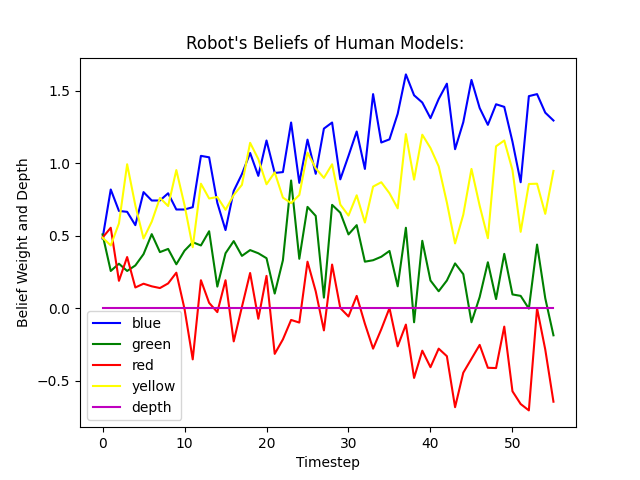 Robot's Beliefs of Human Models:
Belief Weight and Depth
1.5
1.0
0.5
0.0
−0.5
blue
green
red
yellow
depth
0 10 20 30 40 50
Timestep